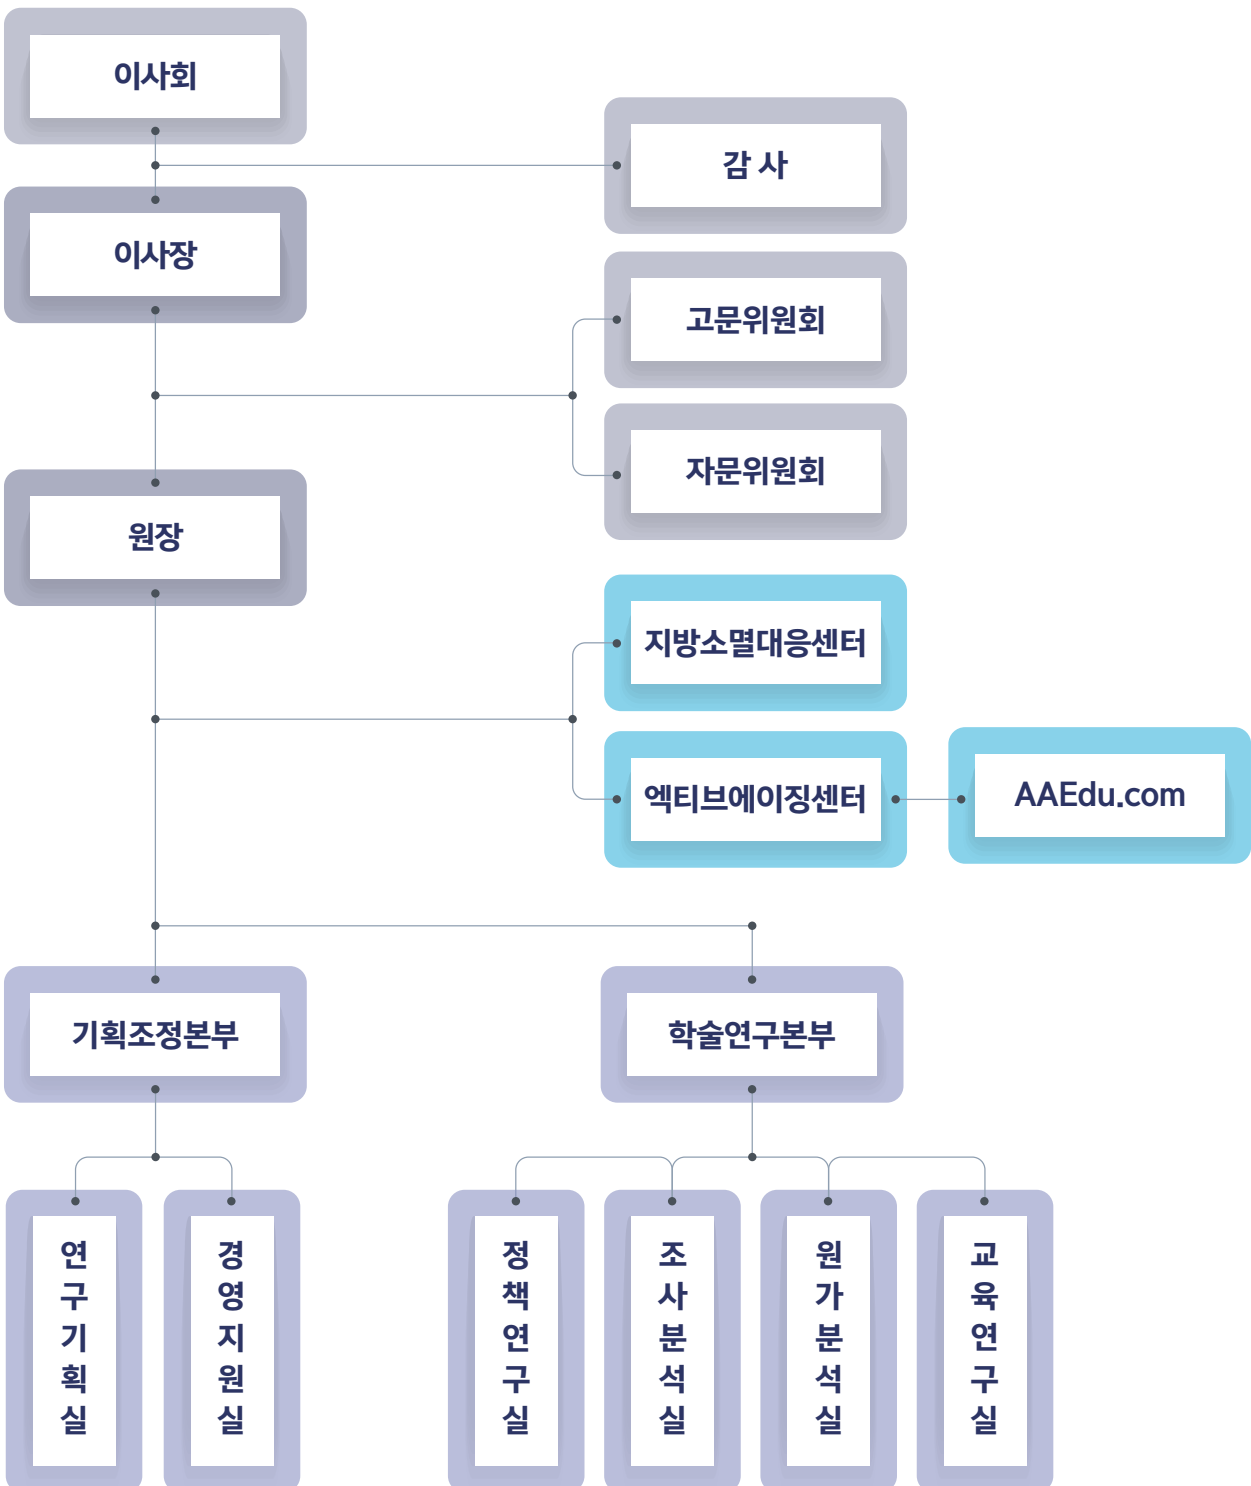 이사회
감 사
이사장
고문위원회
자문위원회
원장
지방소멸대응센터
엑티브에이징센터
AAEdu.com
기획조정본부
학술연구본부
연구기획실
경영지원실
정책연구실
조사분석실
원가분석실
교육연구실